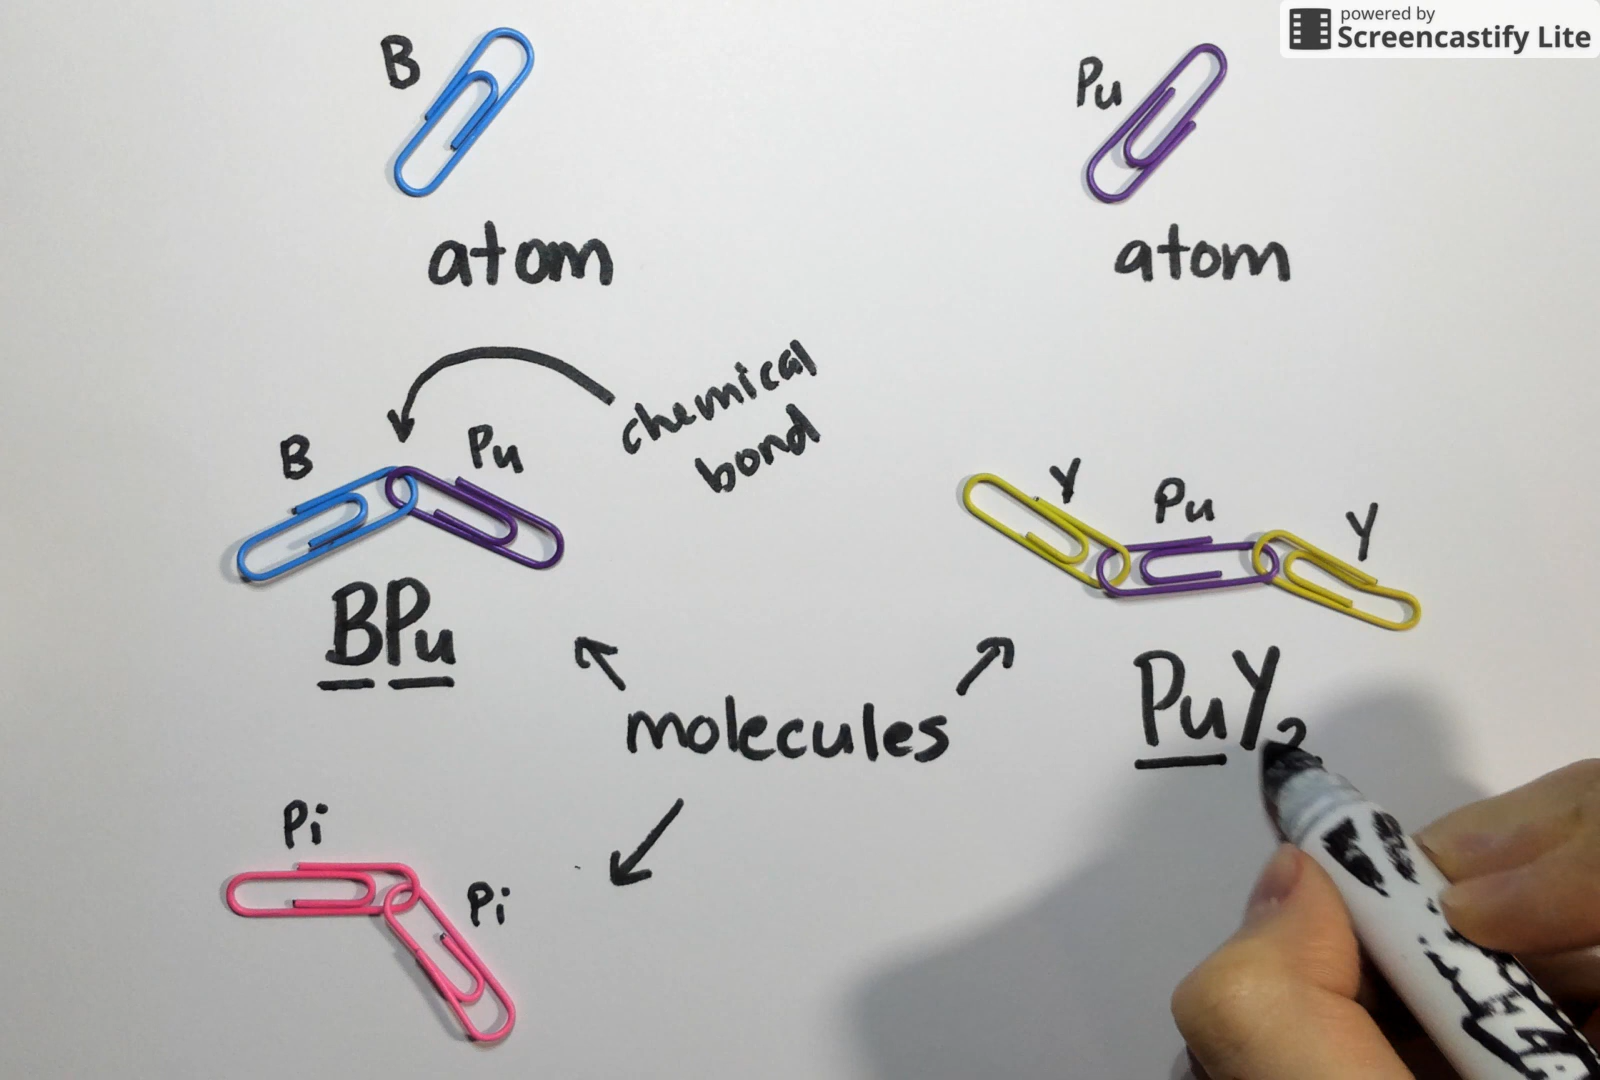 powered by
Screencastify Lite
B
Pu
atom
atom
chemical
bond
B
Pu
Y
Pu
Y
BPu
PuY₂
molecules
Pi
Pi